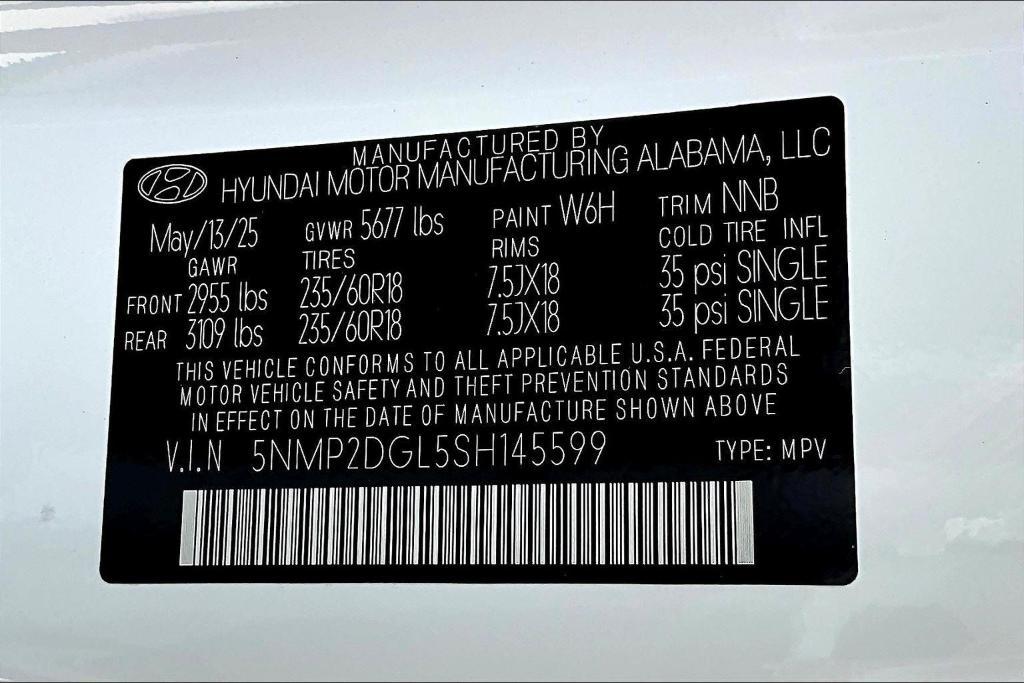 MANUFACTURED BY
HYUNDAI MOTOR MANUFACTURING ALABAMA, LLC
May/13/25 GVWR 5677 lbs PAINT W6H TRIM NNB
GAWR TIRES RIMS COLD TIRE INFL
FRONT 2955 lbs 235/60R18 7.5JX18 35 psi SINGLE
REAR 3109 lbs 235/60R18 7.5JX18 35 psi SINGLE
THIS VEHICLE CONFORMS TO ALL APPLICABLE U.S.A. FEDERAL
MOTOR VEHICLE SAFETY AND THEFT PREVENTION STANDARDS
IN EFFECT ON THE DATE OF MANUFACTURE SHOWN ABOVE
V.I.N 5NMP2DGL5SH145599 TYPE: MPV